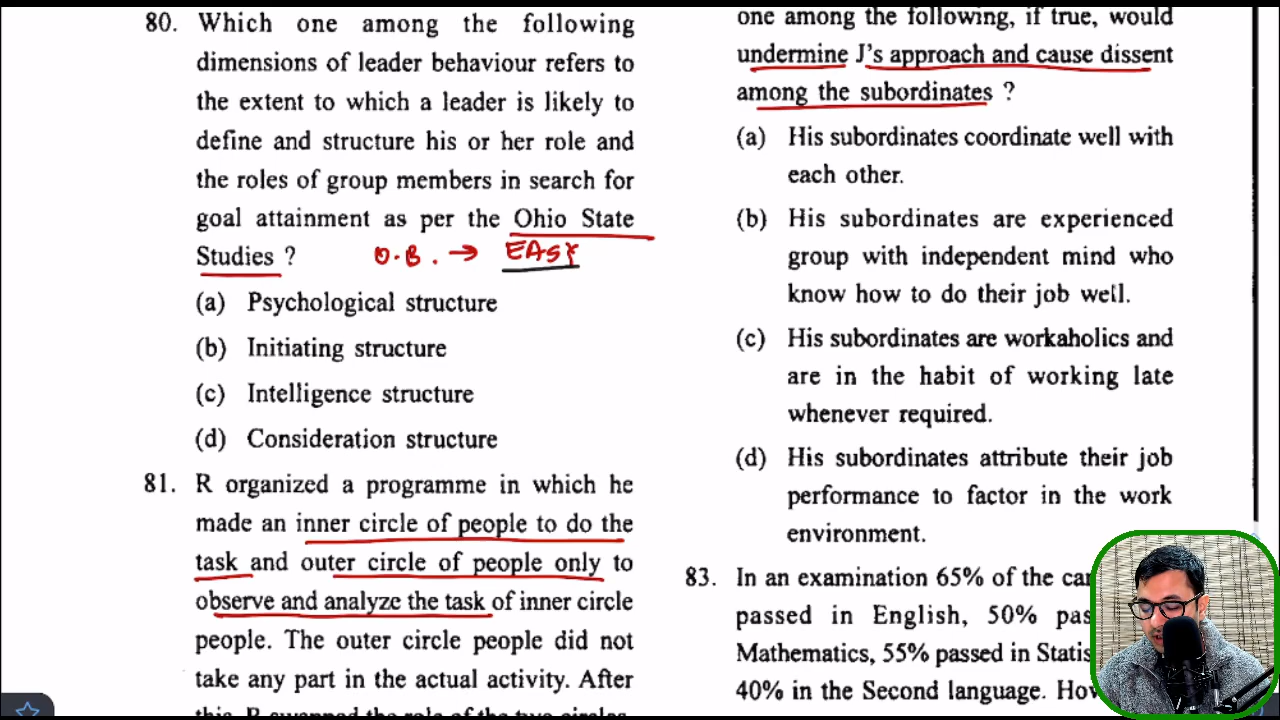 80. Which one among the following
dimensions of leader behaviour refers to
the extent to which a leader is likely to
define and structure his or her role and
the roles of group members in search for
goal attainment as per the Ohio State
Studies ? O.B. → EASY
(a) Psychological structure
(b) Initiating structure
(c) Intelligence structure
(d) Consideration structure
81. R organized a programme in which he
made an inner circle of people to do the
task and outer circle of people only to
observe and analyze the task of inner circle
people. The outer circle people did not
take any part in the actual activity. After
this, R swapped the role of the two circles.
one among the following, if true, would
undermine J's approach and cause dissent
among the subordinates ?
(a) His subordinates coordinate well with
each other.
(b) His subordinates are experienced
group with independent mind who
know how to do their job well.
(c) His subordinates are workaholics and
are in the habit of working late
whenever required.
(d) His subordinates attribute their job
performance to factor in the work
environment.
83. In an examination 65% of the
passed in English, 50%
Mathematics, 55% passed in
40% in the Second language.